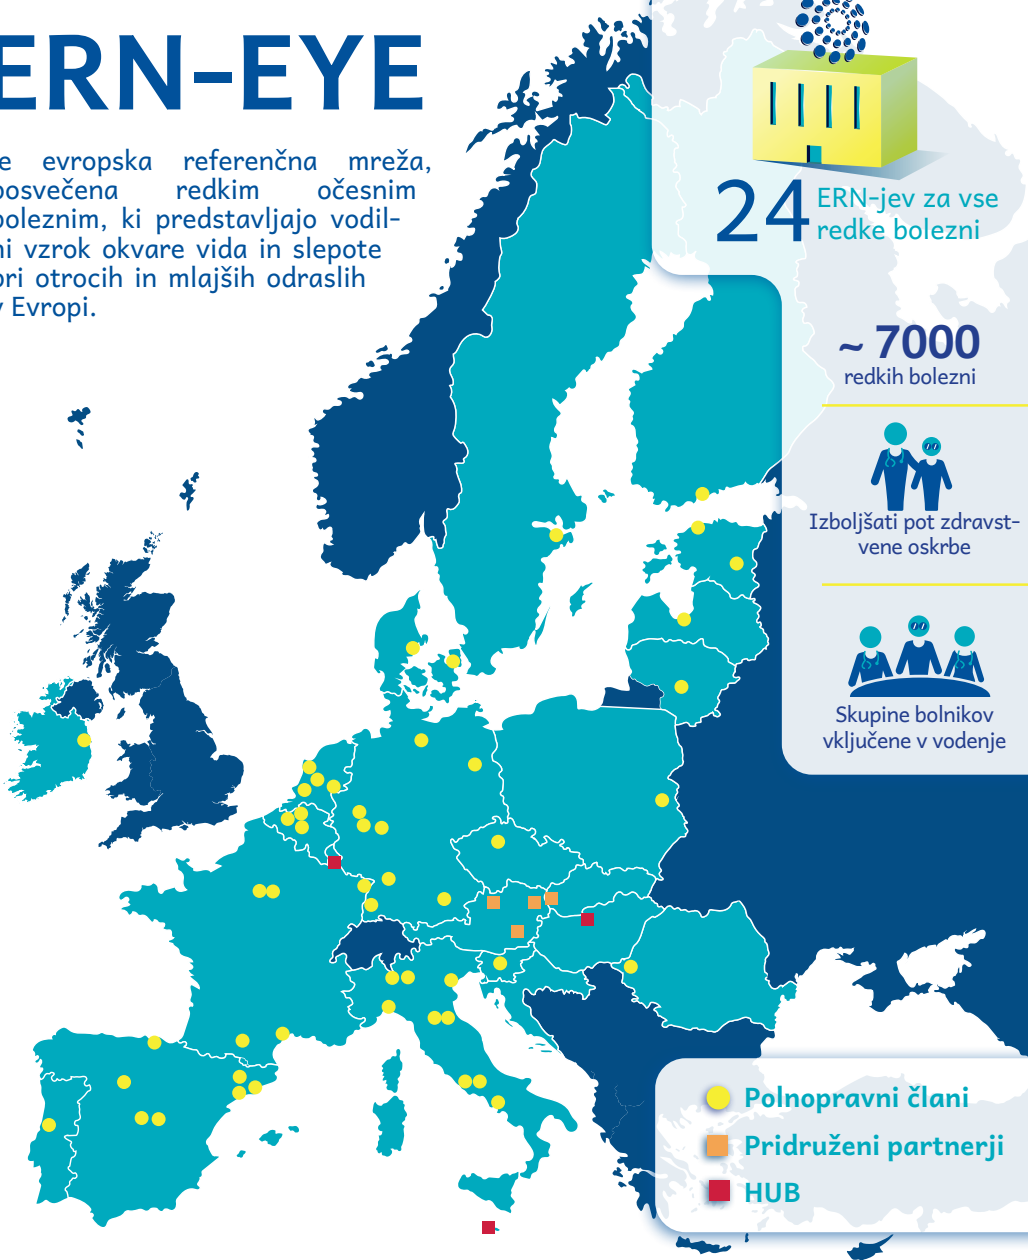 ERN-EYE
je evropska referenčna mreža,
posvečena redkim očesnim
boleznim, ki predstavljajo vodil-
ni vzrok okvare vida in slepote
pri otrocih in mlajših odraslih
v Evropi.
24 ERN-jev za vse
redke bolezni
~ 7000
redkih bolezni
Izboljšati pot zdravst-
vene oskrbe
Skupine bolnikov
vključene v vodenje
Polnopravni člani
Pridruženi partnerji
HUB